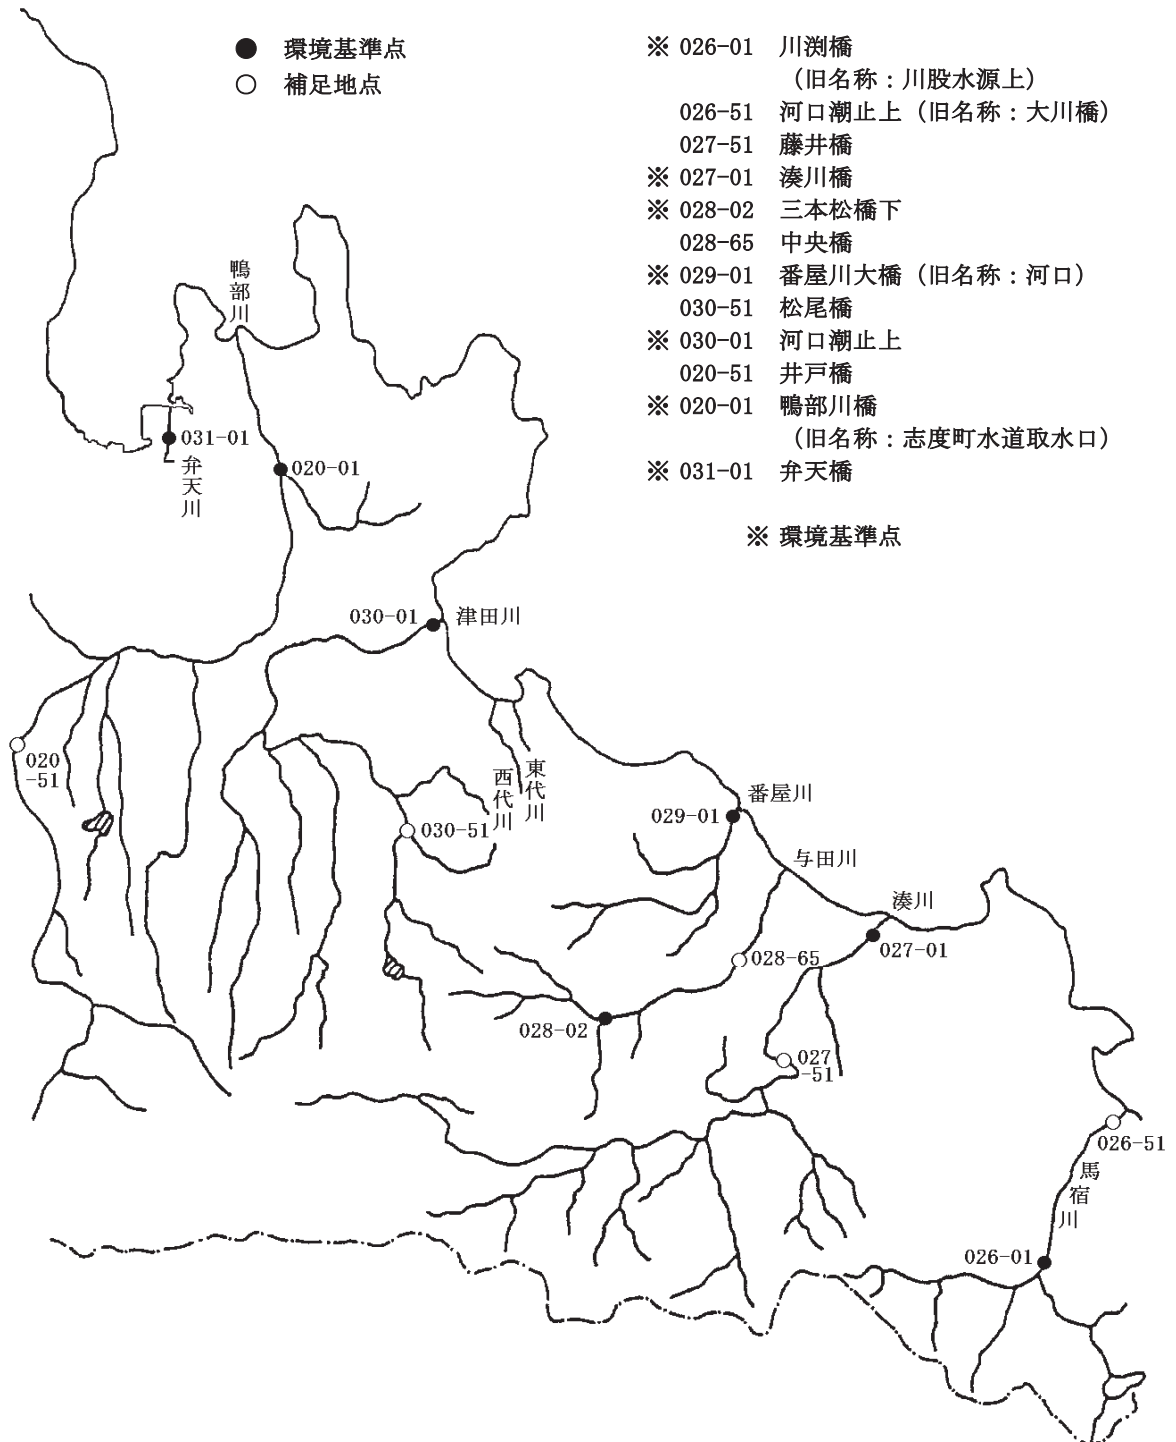 ● 環境基準点
○ 補足地点
※ 026-01 川渕橋
（旧名称：川股水源上）
026-51 河口潮止上（旧名称：大川橋）
027-51 藤井橋
※ 027-01 湊川橋
※ 028-02 三本松橋下
028-65 中央橋
※ 029-01 番屋川大橋（旧名称：河口）
030-51 松尾橋
※ 030-01 河口潮止上
020-51 井戸橋
※ 020-01 鴨部川橋
（旧名称：志度町水道取水口）
※ 031-01 弁天橋
※ 環境基準点
鴨部川
031-01
弁天川
020-01
030-01
津田川
020
-51
西代川
東代川
030-51
029-01
番屋川
与田川
湊川
027-01
028-65
028-02
027
-51
026-51
馬宿川
026-01